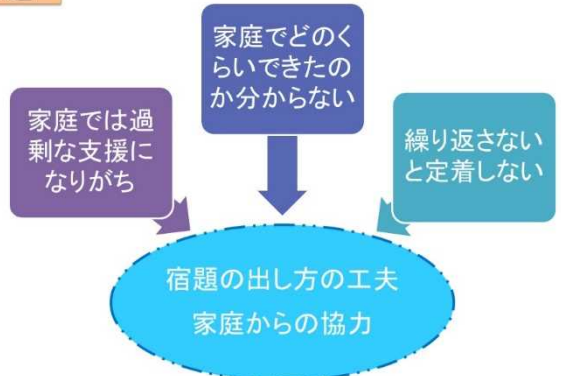 家庭でどのく
らいできたの
か分からない
家庭では過
剰な支援に
なりがち
繰り返さない
と定着しない
宿題の出し方の工夫
家庭からの協力